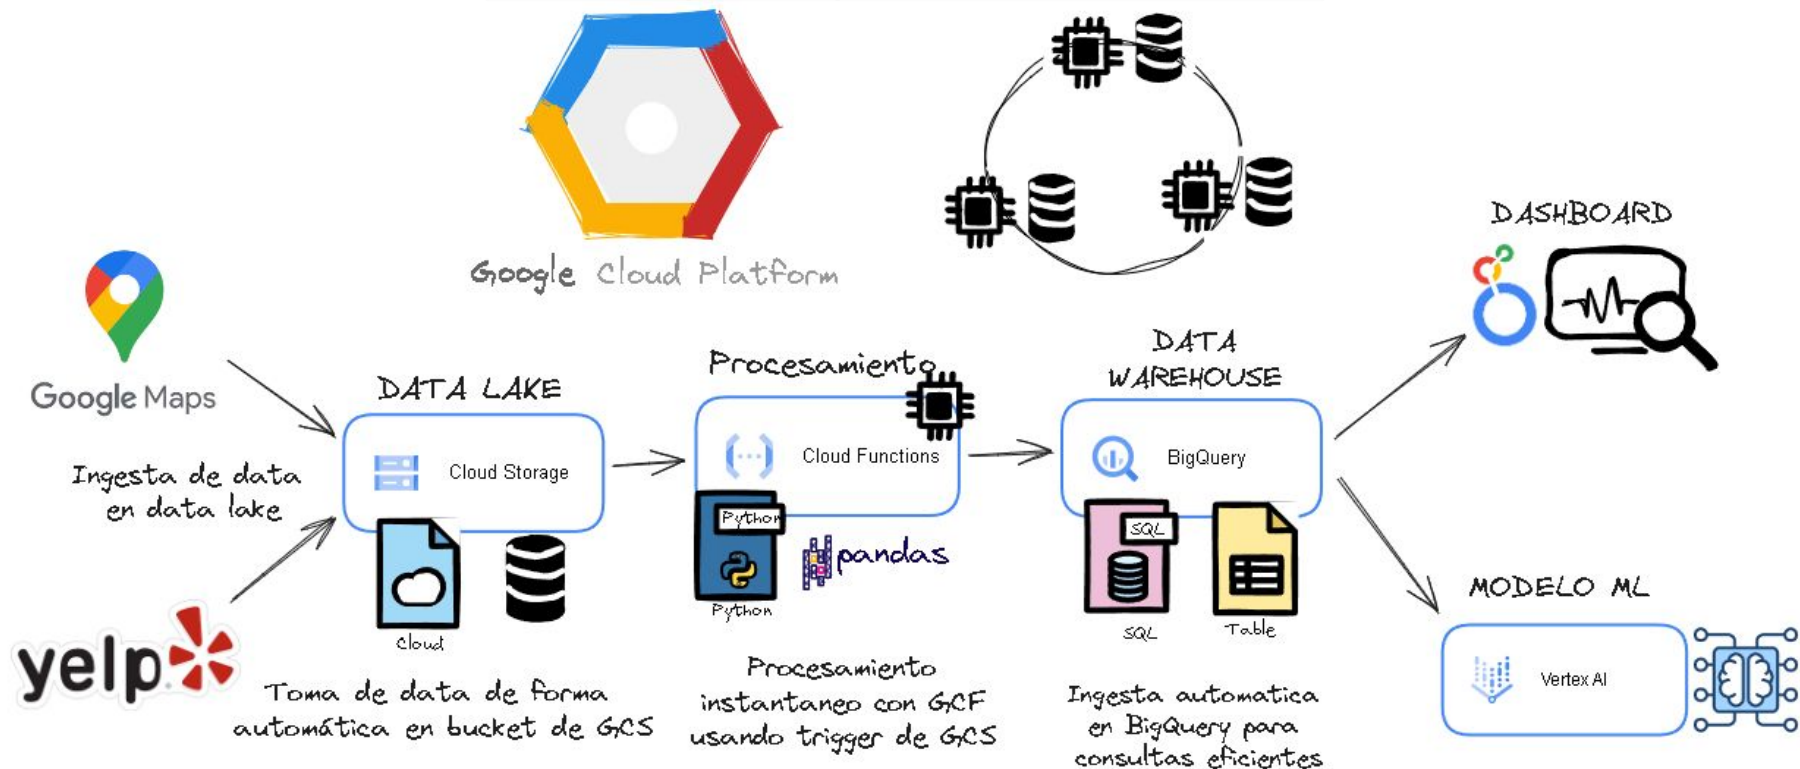 Google Cloud Platform
DASHBOARD
Google Maps
Ingesta de data
en data lake
yelp
DATA LAKE
Cloud Storage
Cloud
Toma de data de forma
automática en bucket de GCS
Procesamiento
Cloud Functions
Python
pandas
Python
Procesamiento
instantaneo con GCF
usando trigger de GCS
DATA
WAREHOUSE
BigQuery
SQL
SQL
Table
Ingesta automatica
en BigQuery para
consultas eficientes
MODELO ML
Vertex AI